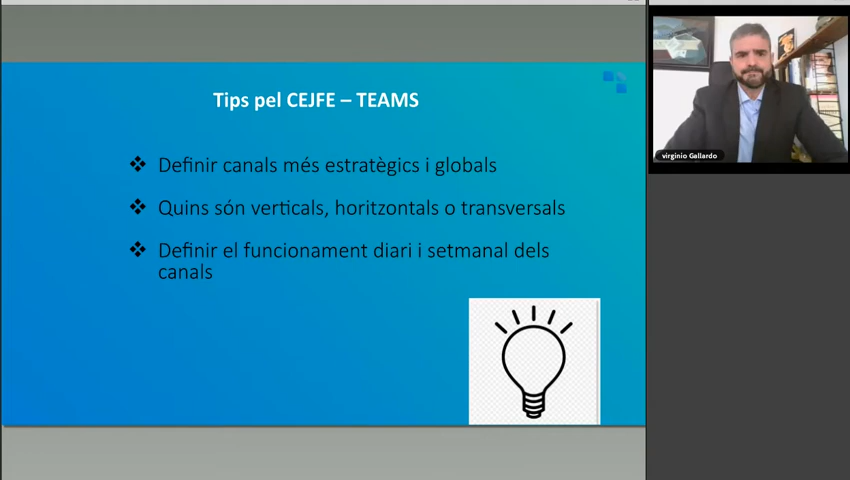 Tips pel CEJFE – TEAMS
❖ Definir canals més estratègics i globals
❖ Quins són verticals, horitzontals o transversals
❖ Definir el funcionament diari i setmanal dels
canals
virginio Gallardo